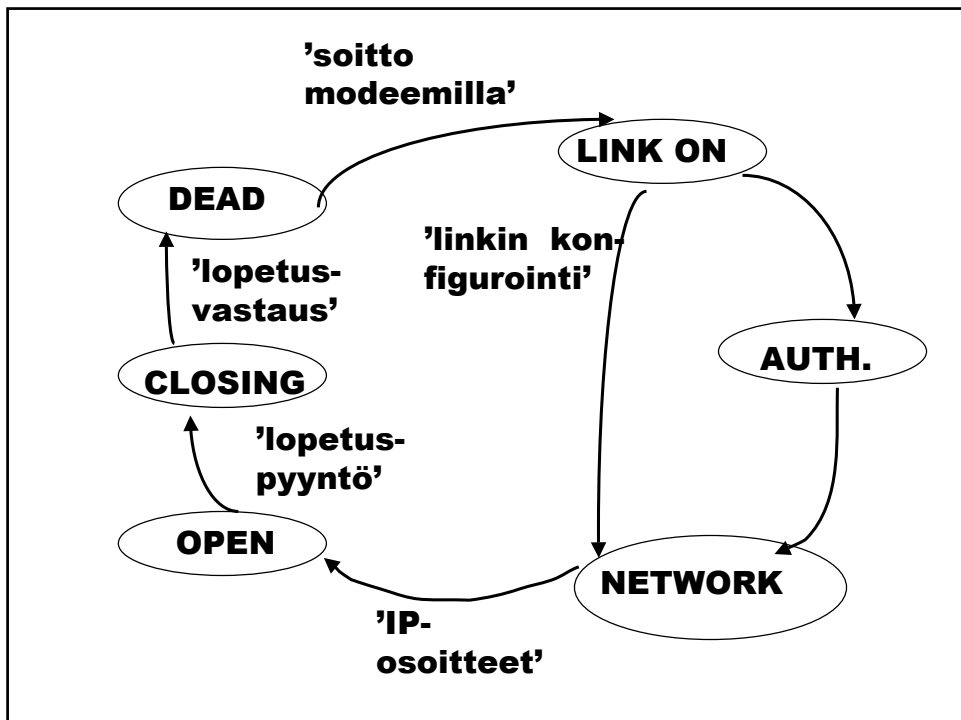 ’soitto
modeemilla’
LINK ON
DEAD
’linkin kon-
figurointi’
’lopetus-
vastaus’
AUTH.
CLOSING
’lopetus-
pyyntö’
OPEN
NETWORK
’IP-
osoitteet’